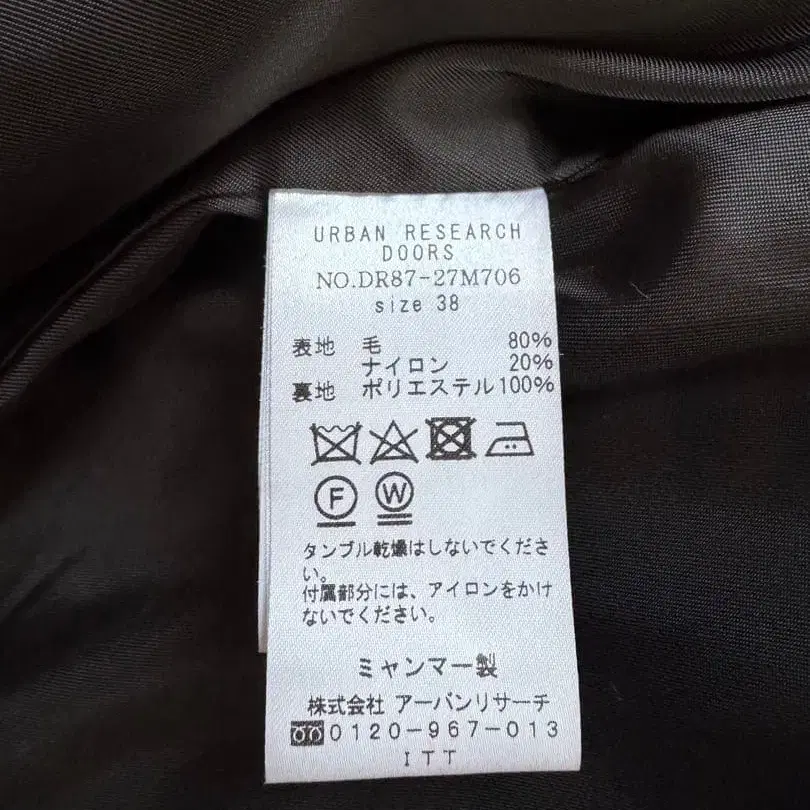 URBAN RESEARCH
DOORS
NO.DR87-27M706
size 38
表地 毛 80%
ナイロン 20%
裏地 ポリエステル100%
F W
タンブル乾燥はしないでくださ
い。
付属部分には、アイロンをかけ
ないでください。
ミャンマー製
株式会社 アーバンリサーチ
0120-967-013
ITT